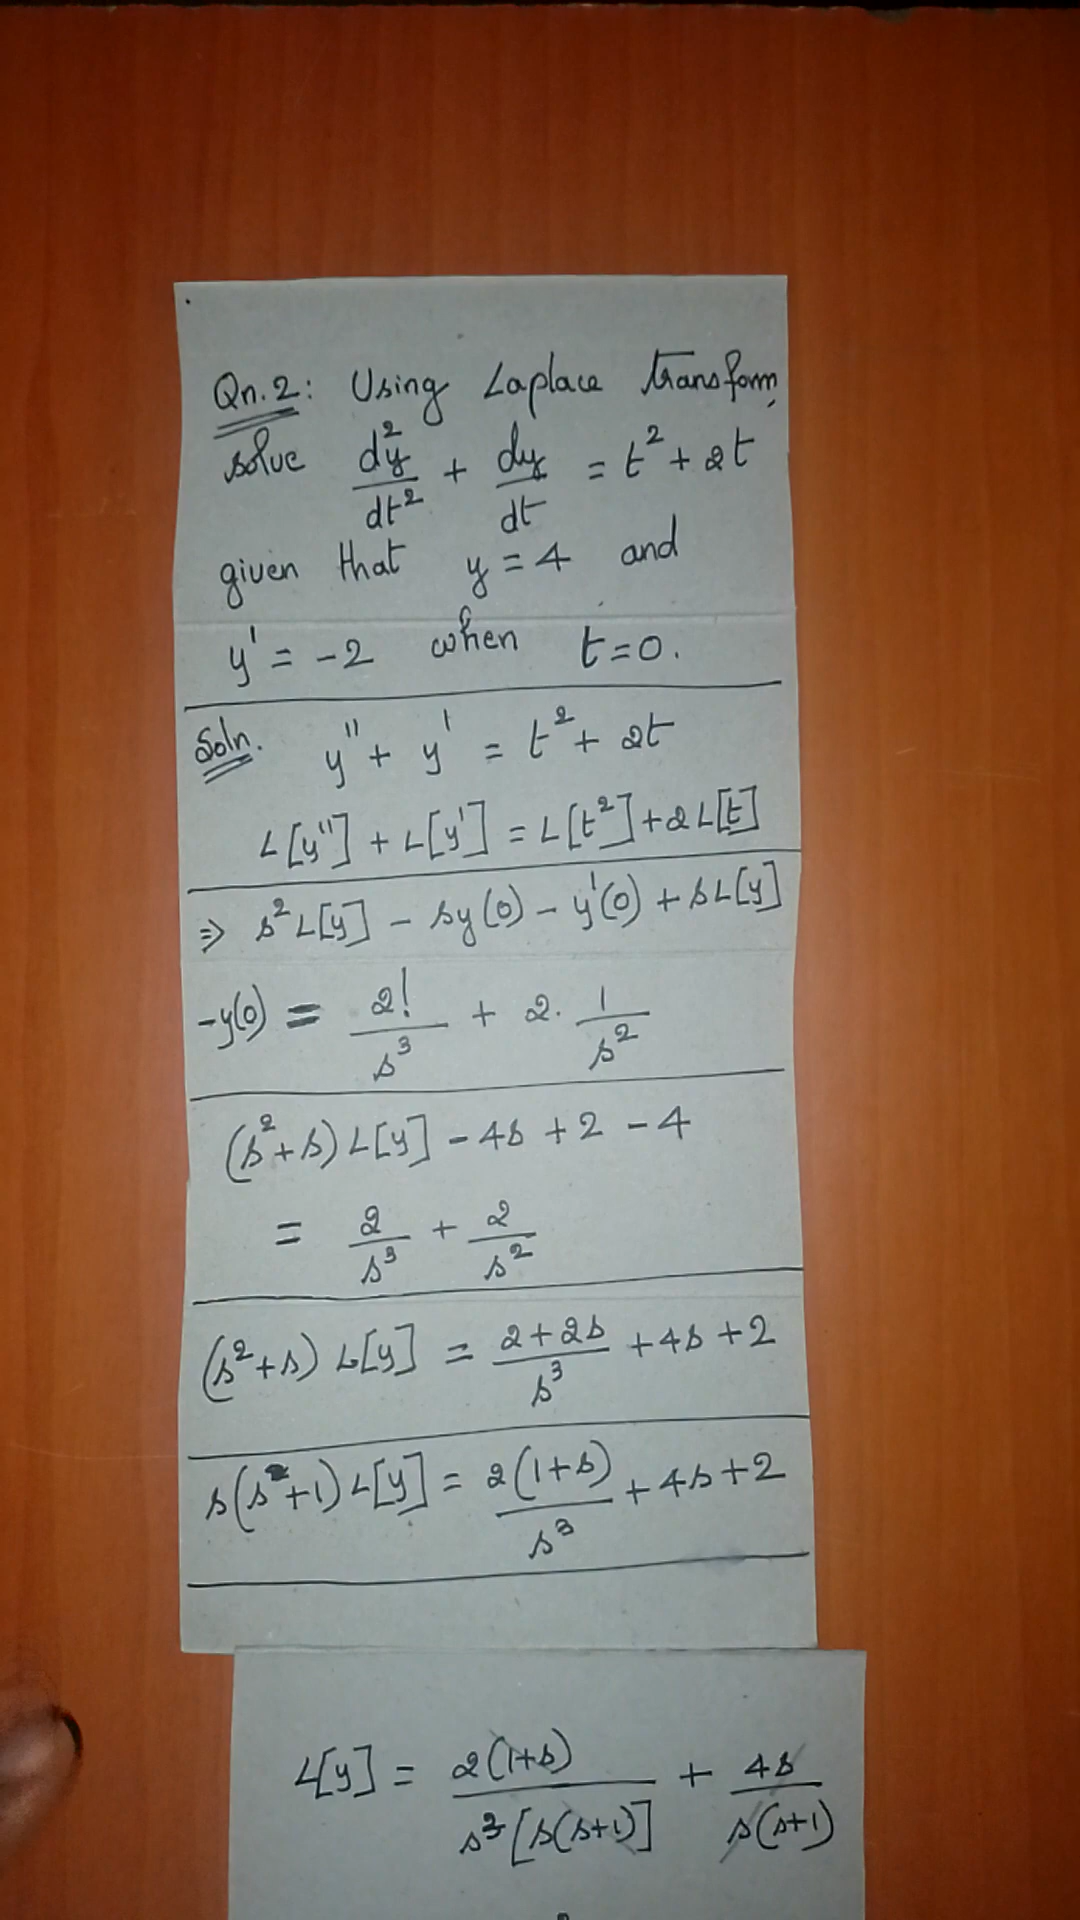 Qn.2: Using Laplace transform,
solve d²y/dt² + dy/dt = t² + 2t
given that y = 4 and
y' = -2 when t=0.
Soln. y'' + y' = t² + 2t
L[y''] + L[y'] = L[t²] + 2L[t]
⇒ s²L[y] - sy(0) - y'(0) + sL[y]
-y(0) = 2!/s³ + 2. 1/s²
(s²+s) L[y] - 4s + 2 - 4
= 2/s³ + 2/s²
(s²+s) L[y] = (2+2s)/s³ + 4s + 2
s(s+1) L[y] = 2(1+s)/s³ + 4s + 2
L[y] = 2(1+s)/s³[s(s+1)] + 4s/s(s+1)